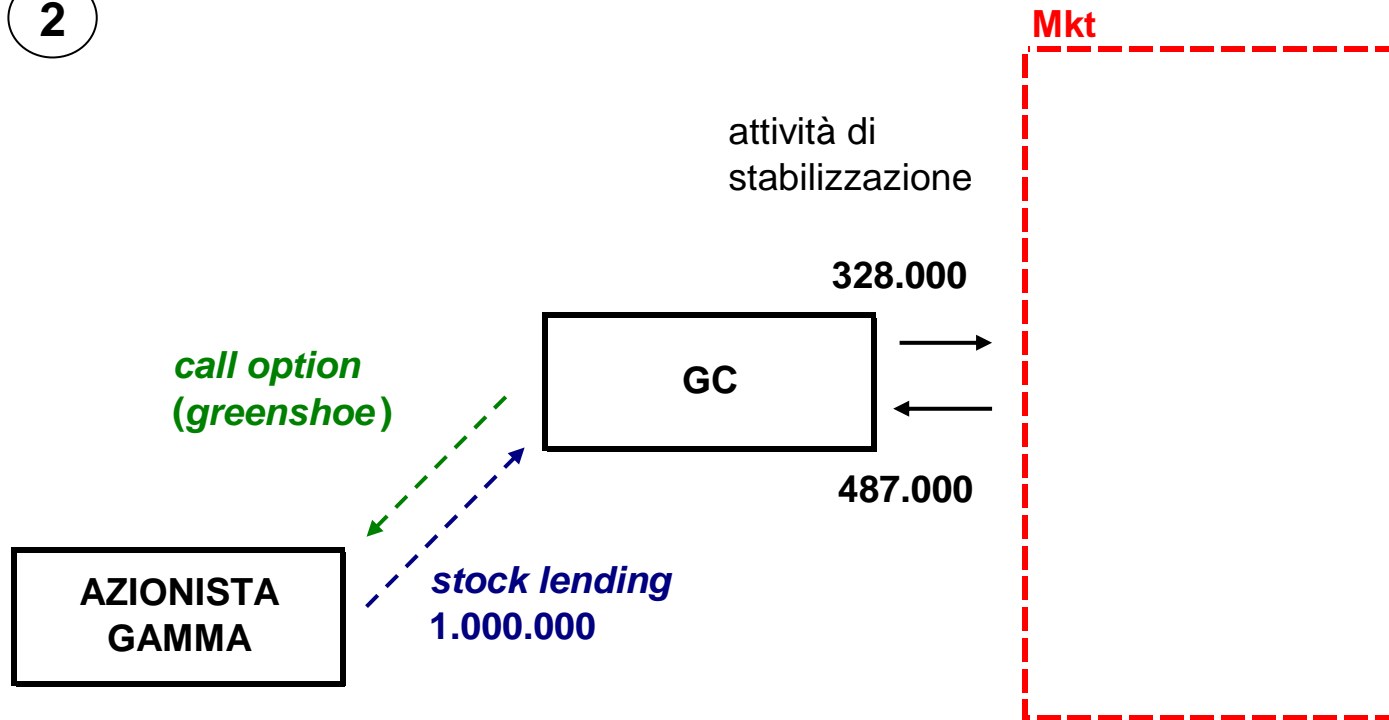 2
Mkt
attività di
stabilizzazione
328.000
GC
call option
(greenshoe)
487.000
stock lending
1.000.000
AZIONISTA
GAMMA